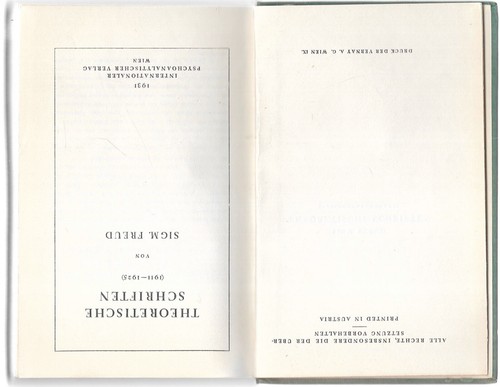 ALLE RECHTE, INSBESONDERE DIE DER ÜBER-
SETZUNG VORBEHALTEN
PRINTED IN AUSTRIA
DRUCK DER VERNAY A. G. WIEN IX.
THEORETISCHE
SCHRIFTEN
(1911—1925)
VON
SIGM. FREUD
1931
INTERNATIONALER
PSYCHOANALYTISCHER VERLAG
WIEN